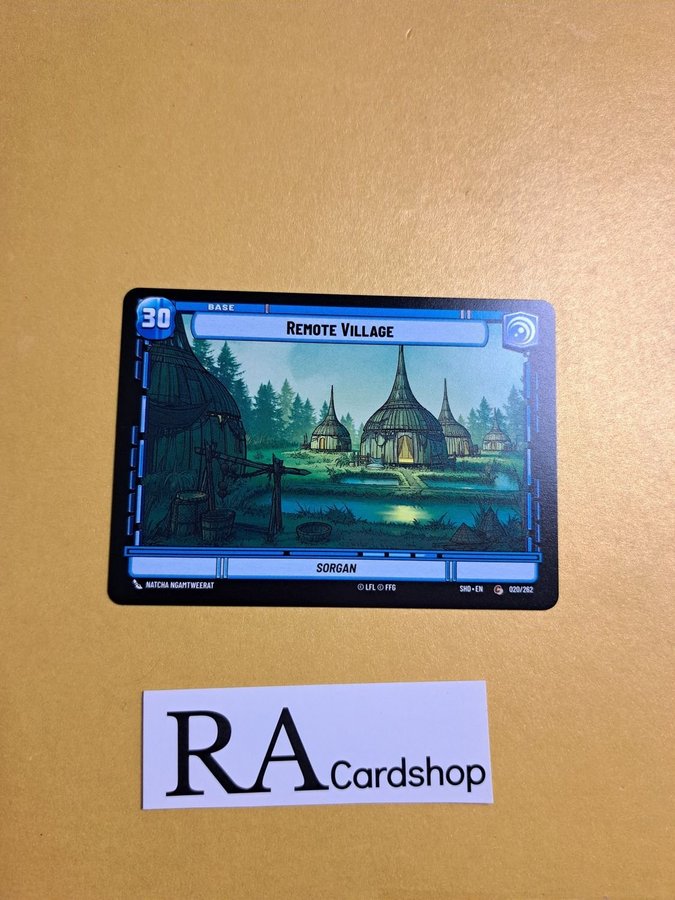 30
BASE
REMOTE VILLAGE
SORGAN
NATCHA NGAMTWEERAT
© LFL © FFG
SHD • EN
C
020/262
RA Cardshop